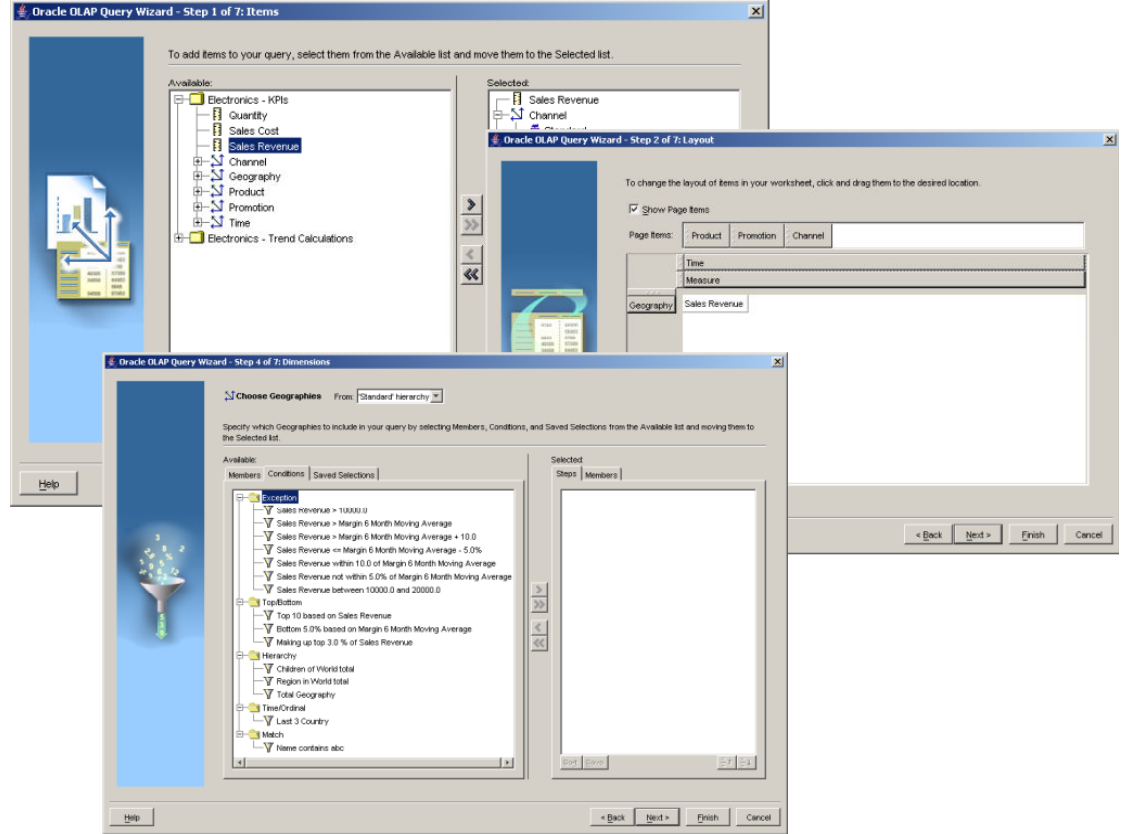 Oracle OLAP Query Wizard - Step 1 of 7: Items
To add items to your query, select them from the Available list and move them to the Selected list.
Available:
Electronics - KPIs
Quantity
Sales Cost
Sales Revenue
Channel
Geography
Product
Promotion
Time
Electronics - Trend Calculations
Selected:
Sales Revenue
Channel
Standard
Help
Oracle OLAP Query Wizard - Step 2 of 7: Layout
To change the layout of items in your worksheet, click and drag them to the desired location.
Show Page Items
Page Items: Product Promotion Channel
Time
Measure
Geography Sales Revenue
< Back Next > Finish Cancel
Oracle OLAP Query Wizard - Step 4 of 7: Dimensions
Choose Geographies From: 'Standard' hierarchy
Specify which Geographies to include in your query by selecting Members, Conditions, and Saved Selections from the Available list and moving them to
the Selected list.
Available:
Members Conditions Saved Selections
Exception
Sales Revenue > 10000.0
Sales Revenue > Margin 6 Month Moving Average
Sales Revenue > Margin 6 Month Moving Average + 10.0
Sales Revenue <= Margin 6 Month Moving Average - 5.0%
Sales Revenue within 10.0 of Margin 6 Month Moving Average
Sales Revenue not within 5.0% of Margin 6 Month Moving Average
Sales Revenue between 10000.0 and 20000.0
Top/Bottom
Top 10 based on Sales Revenue
Bottom 5.0% based on Margin 6 Month Moving Average
Making up top 3.0 % of Sales Revenue
Hierarchy
Children of World total
Region in World total
Total Geography
Time/Ordinal
Last 3 Country
Match
Name contains abc
Selected:
Steps Members
Sort Save
Help
< Back Next > Finish Cancel